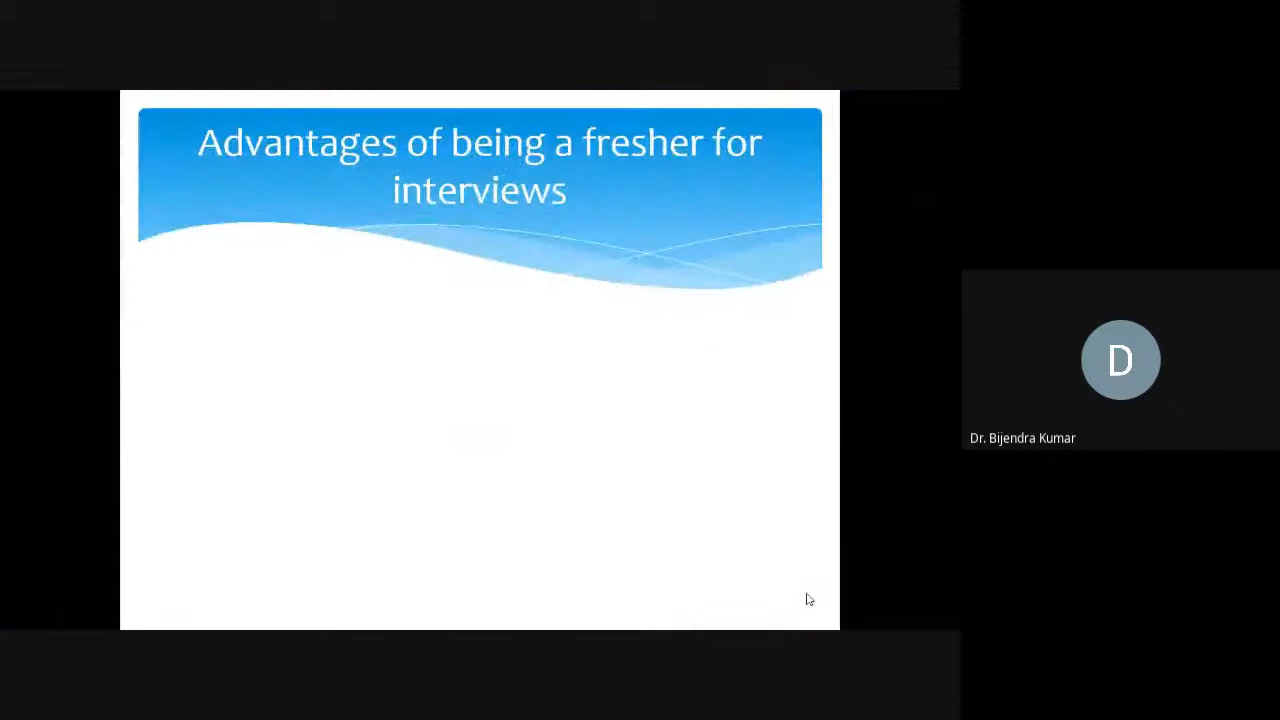 Advantages of being a fresher for
interviews
D
Dr. Bijendra Kumar